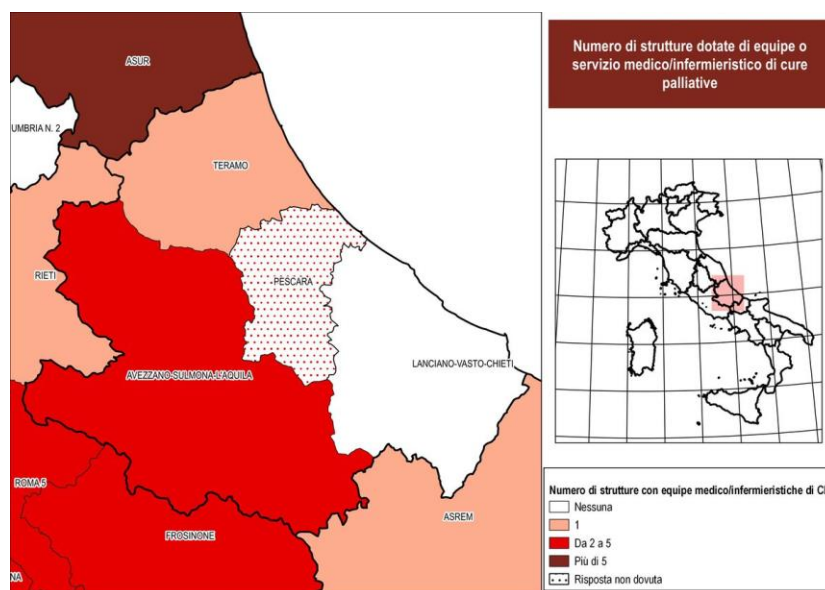 Numero di strutture dotate di equipe o
servizio medico/infermieristico di cure
palliative
ASUR
UMBRIA N. 2
TERAMO
RIETI
PESCARA
LANCIANO-VASTO-CHIETI
AVEZZANO-SULMONA-L'AQUILA
ROMA 5
FROSINONE
ASREM
NA
Numero di strutture con equipe medico/infermieristiche di C
Nessuna
1
Da 2 a 5
Più di 5
Risposta non dovuta